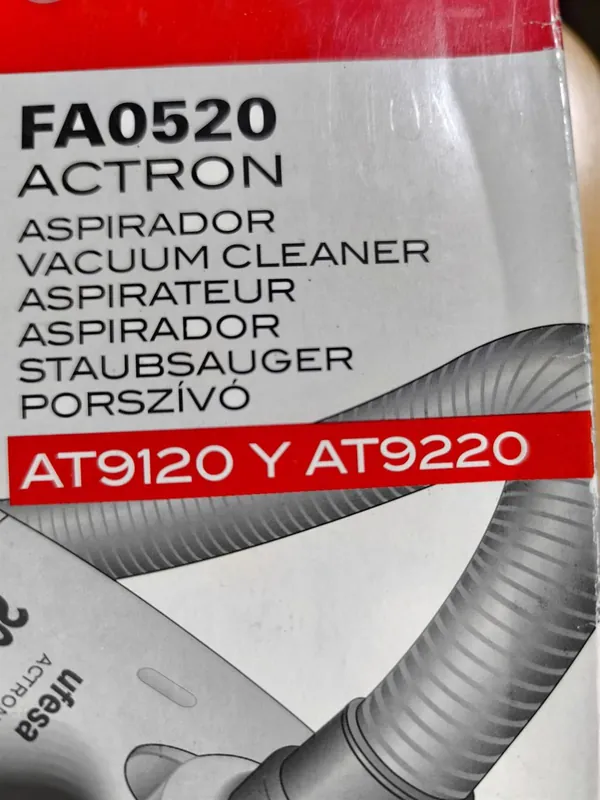 FA0520
ACTRON
ASPIRADOR
VACUUM CLEANER
ASPIRATEUR
ASPIRADOR
STAUBSAUGER
PORSZÍVÓ
AT9120 Y AT9220
ufesa
ACTRON